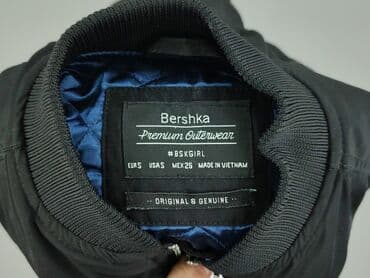 Bershka
Premium Outerwear
#BSKGIRL
EUR S USA S MEX 26 MADE IN VIETNAM
·· ORIGINAL & GENUINE ··